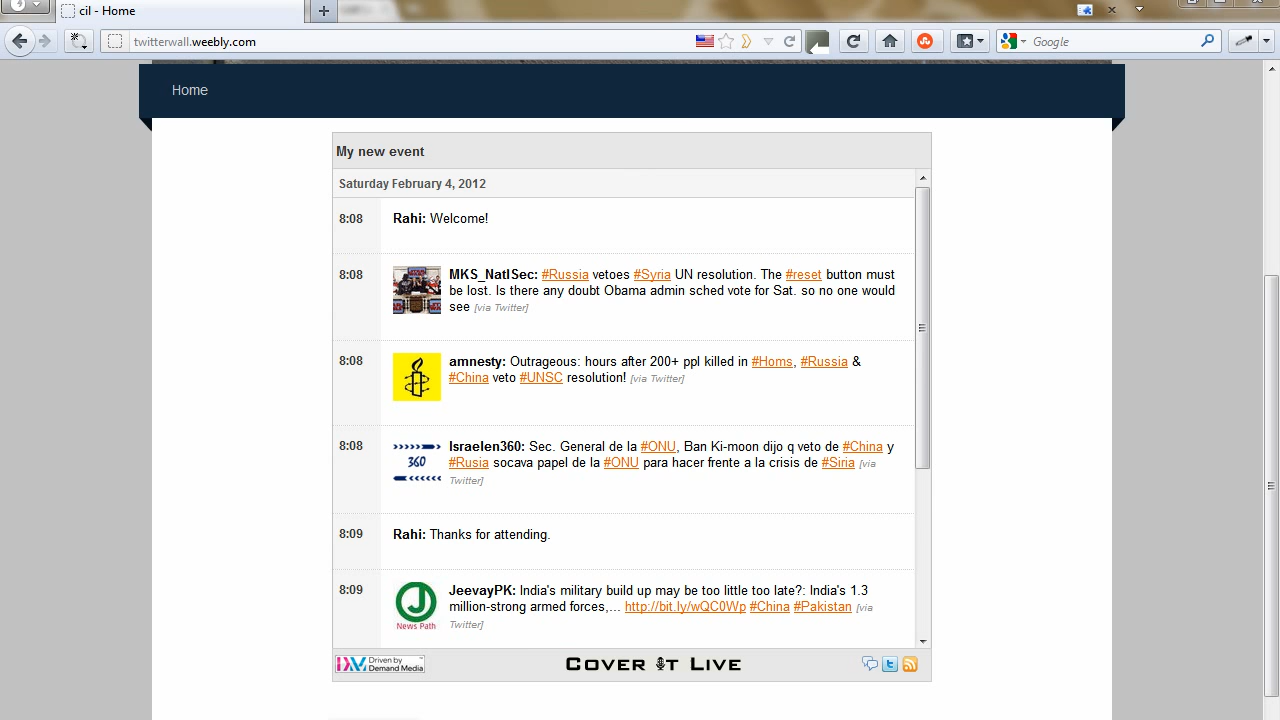 cil - Home
twitterwall.weebly.com
Google
Home
My new event
Saturday February 4, 2012
8:08
Rahi: Welcome!
8:08
MKS_NatlSec: #Russia vetoes #Syria UN resolution. The #reset button must
be lost. Is there any doubt Obama admin sched vote for Sat. so no one would
see [via Twitter]
8:08
amnesty: Outrageous: hours after 200+ ppl killed in #Homs, #Russia &
#China veto #UNSC resolution! [via Twitter]
8:08
360
Israelen360: Sec. General de la #ONU, Ban Ki-moon dijo q veto de #China y
#Rusia socava papel de la #ONU para hacer frente a la crisis de #Siria [via
Twitter]
8:09
Rahi: Thanks for attending.
8:09
News Path
JeevayPK: India's military build up may be too little too late?: India's 1.3
million-strong armed forces,... http://bit.ly/wQC0Wp #China #Pakistan [via
Twitter]
Driven by
Demand Media
Cover it Live